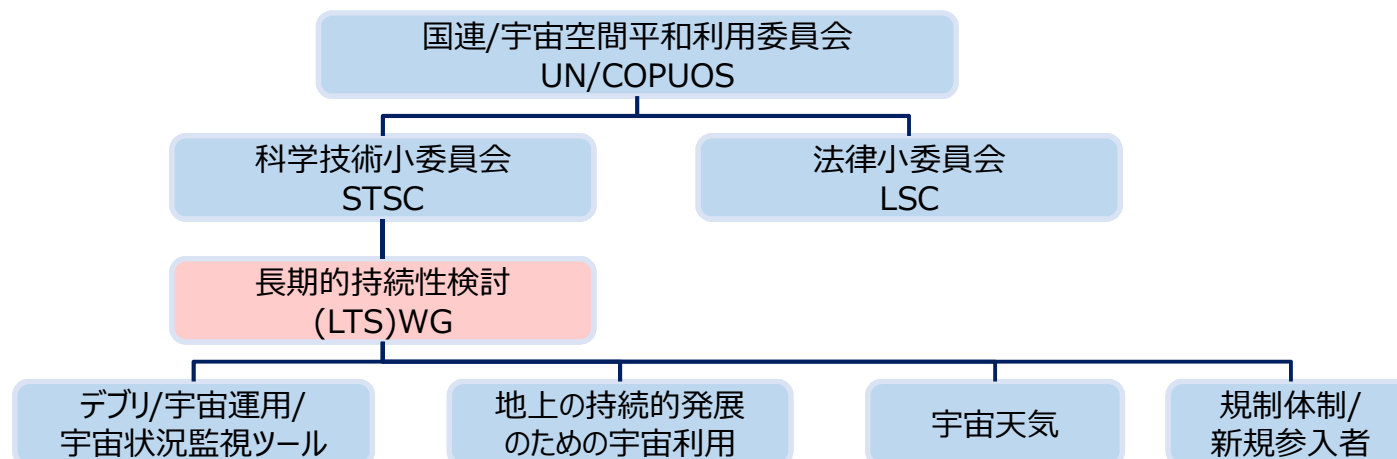 国連/宇宙空間平和利用委員会
UN/COPUOS
科学技術小委員会
STSC
法律小委員会
LSC
長期的持続性検討
(LTS)WG
デブリ/宇宙運用/
宇宙状況監視ツール
地上の持続的発展
のための宇宙利用
宇宙天気
規制体制/
新規参入者